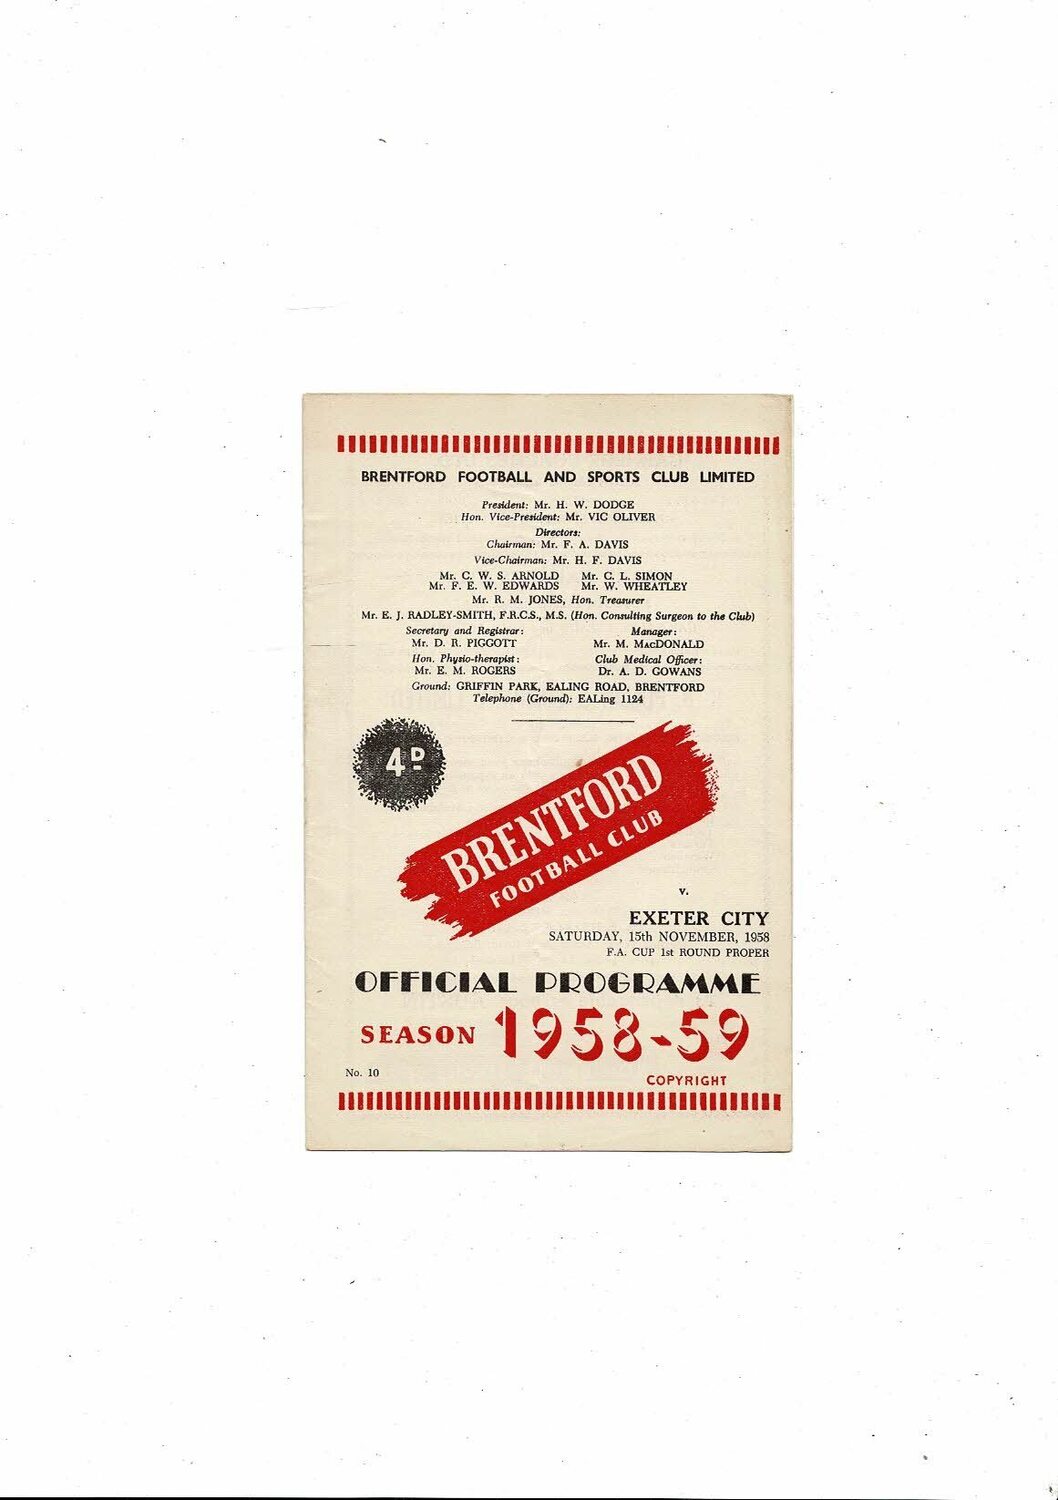 BRENTFORD FOOTBALL AND SPORTS CLUB LIMITED
President: Mr. H. W. DODGE
Hon. Vice-President: Mr. VIC OLIVER
Directors:
Chairman: Mr. F. A. DAVIS
Vice-Chairman: Mr. H. F. DAVIS
Mr. C. W. S. ARNOLD Mr. C. L. SIMON
Mr. F. E. W. EDWARDS Mr. W. WHEATLEY
Mr. R. M. JONES, Hon. Treasurer
Mr. E. J. RADLEY-SMITH, F.R.C.S., M.S. (Hon. Consulting Surgeon to the Club)
Secretary and Registrar: Manager:
Mr. D. R. PIGGOTT Mr. M. MacDONALD
Hon. Physio-therapist: Club Medical Officer:
Mr. E. M. ROGERS Dr. A. D. GOWANS
Ground: GRIFFIN PARK, EALING ROAD, BRENTFORD
Telephone (Ground): EALing 1124
4D
BRENTFORD
FOOTBALL CLUB
v.
EXETER CITY
SATURDAY, 15th NOVEMBER, 1958
F.A. CUP 1st ROUND PROPER
OFFICIAL PROGRAMME
SEASON 1958-59
No. 10
COPYRIGHT